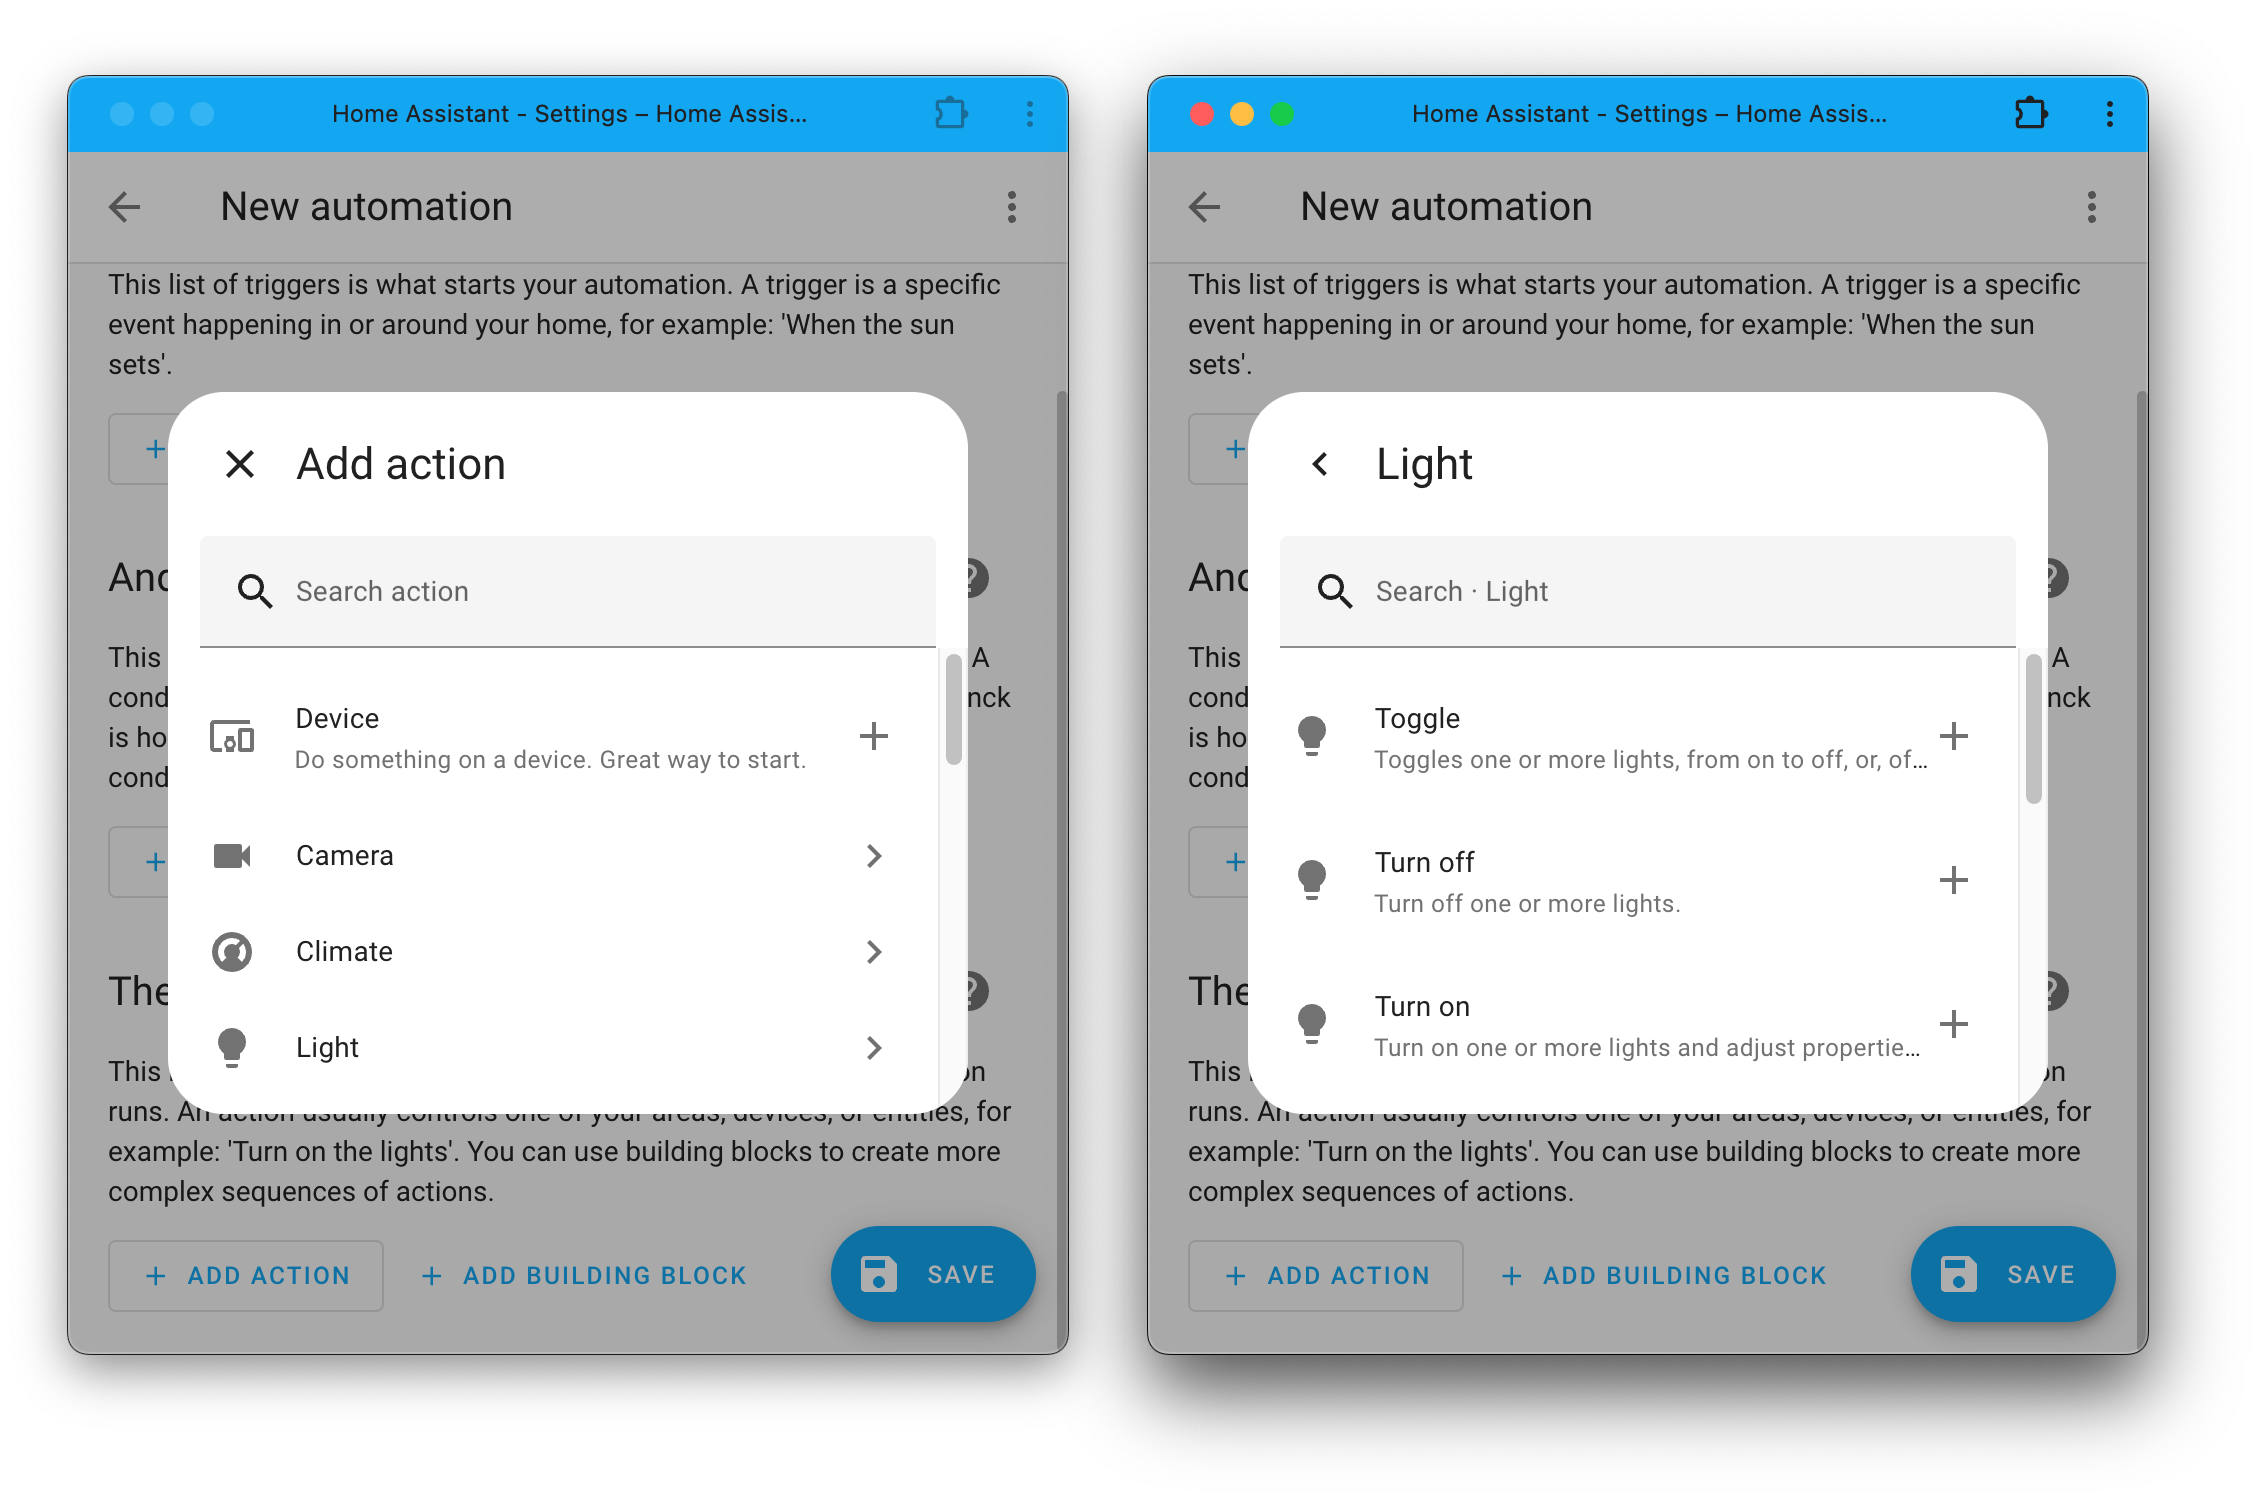 Home Assistant - Settings – Home Assis...
New automation
This list of triggers is what starts your automation. A trigger is a specific
event happening in or around your home, for example: 'When the sun
sets'.
Add action
Search action
This A
nck
Device
Do something on a device. Great way to start.
is ho
Camera
Climate
Light
This
runs. An action usually controls one of your areas, devices, or entities, for
example: 'Turn on the lights'. You can use building blocks to create more
complex sequences of actions.
+ ADD ACTION + ADD BUILDING BLOCK SAVE
Home Assistant - Settings – Home Assis...
New automation
This list of triggers is what starts your automation. A trigger is a specific
event happening in or around your home, for example: 'When the sun
sets'.
Light
Search · Light
This A
nck
Toggle
Toggles one or more lights, from on to off, or, of...
is ho
Turn off
Turn off one or more lights.
Turn on
Turn on one or more lights and adjust propertie...
This
runs. An action usually controls one of your areas, devices, or entities, for
example: 'Turn on the lights'. You can use building blocks to create more
complex sequences of actions.
+ ADD ACTION + ADD BUILDING BLOCK SAVE